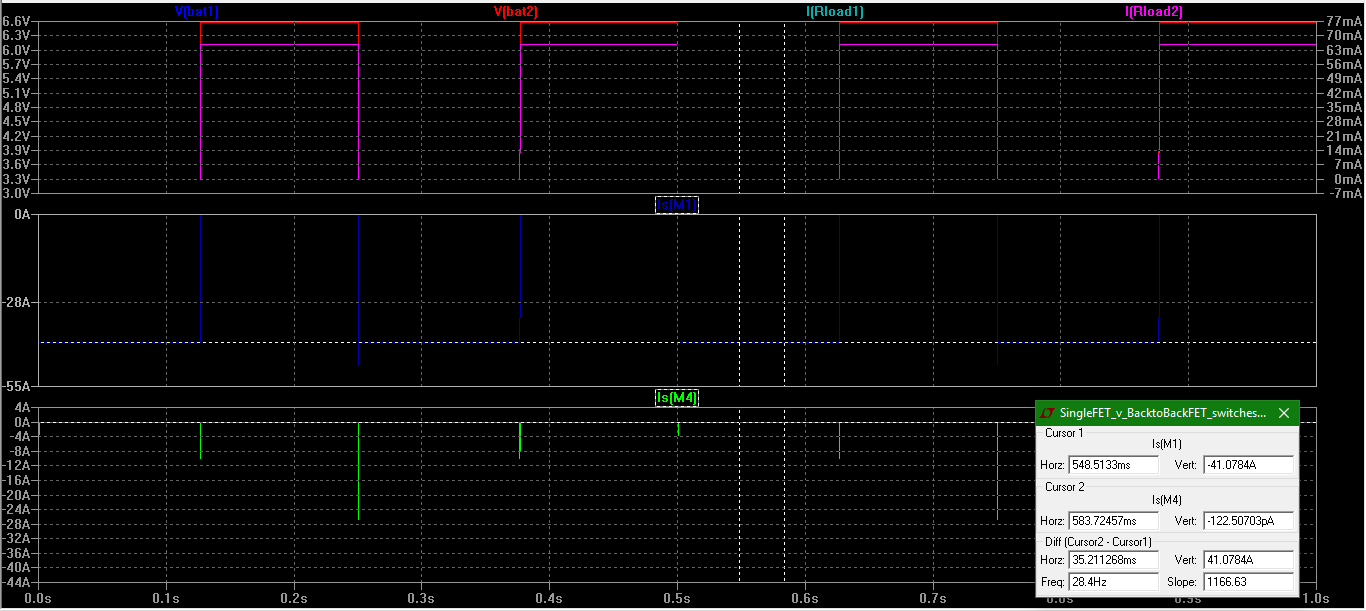 V(bat1) V(bat2) I(Rload1) I(Rload2)
6.6V 77mA
6.3V 70mA
6.0V 63mA
5.7V 56mA
5.4V 49mA
5.1V 42mA
4.8V 35mA
4.5V 28mA
4.2V 21mA
3.9V 14mA
3.6V 7mA
3.3V 0mA
3.0V -7mA
Is(M1)
0A
-28A
-55A
Is(M4)
4A
0A
-4A
-8A
-12A
-16A
-20A
-24A
-28A
-32A
-36A
-40A
-44A
0.0s 0.1s 0.2s 0.3s 0.4s 0.5s 0.6s 0.7s 0.8s 0.9s 1.0s
SingleFET_v_BacktoBackFET_switches...
Cursor 1
Is(M1)
Horz: 548.5133ms Vert: -41.0784A
Cursor 2
Is(M4)
Horz: 583.72457ms Vert: -122.50703pA
Diff (Cursor2 - Cursor1)
Horz: 35.211268ms Vert: 41.0784A
Freq: 28.4Hz Slope: 1166.63